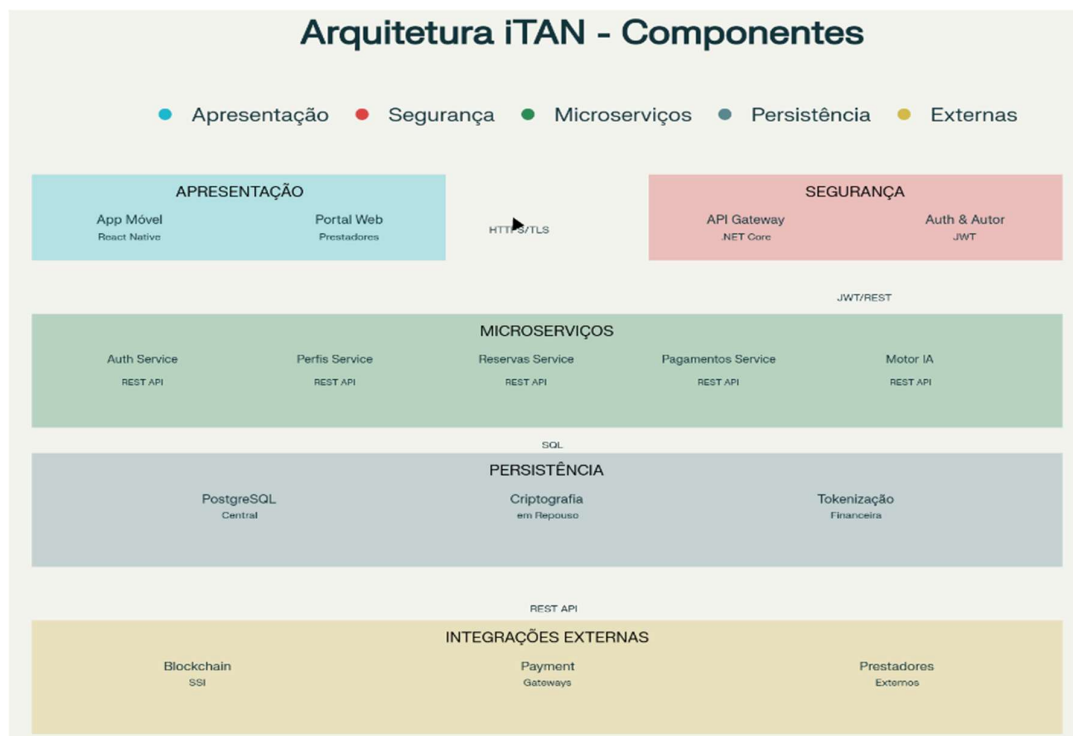 Arquitetura iTAN - Componentes
Apresentação Segurança Microserviços Persistência Externas
APRESENTAÇÃO
App Móvel Portal Web
React Native Prestadores
HTTPS/TLS
SEGURANÇA
API Gateway Auth & Autor
.NET Core JWT
JWT/REST
MICROSERVIÇOS
Auth Service Perfis Service Reservas Service Pagamentos Service Motor IA
REST API REST API REST API REST API REST API
SQL
PERSISTÊNCIA
PostgreSQL Criptografia Tokenização
Central em Repouso Financeira
REST API
INTEGRAÇÕES EXTERNAS
Blockchain Payment Prestadores
SSI Gateways Externos